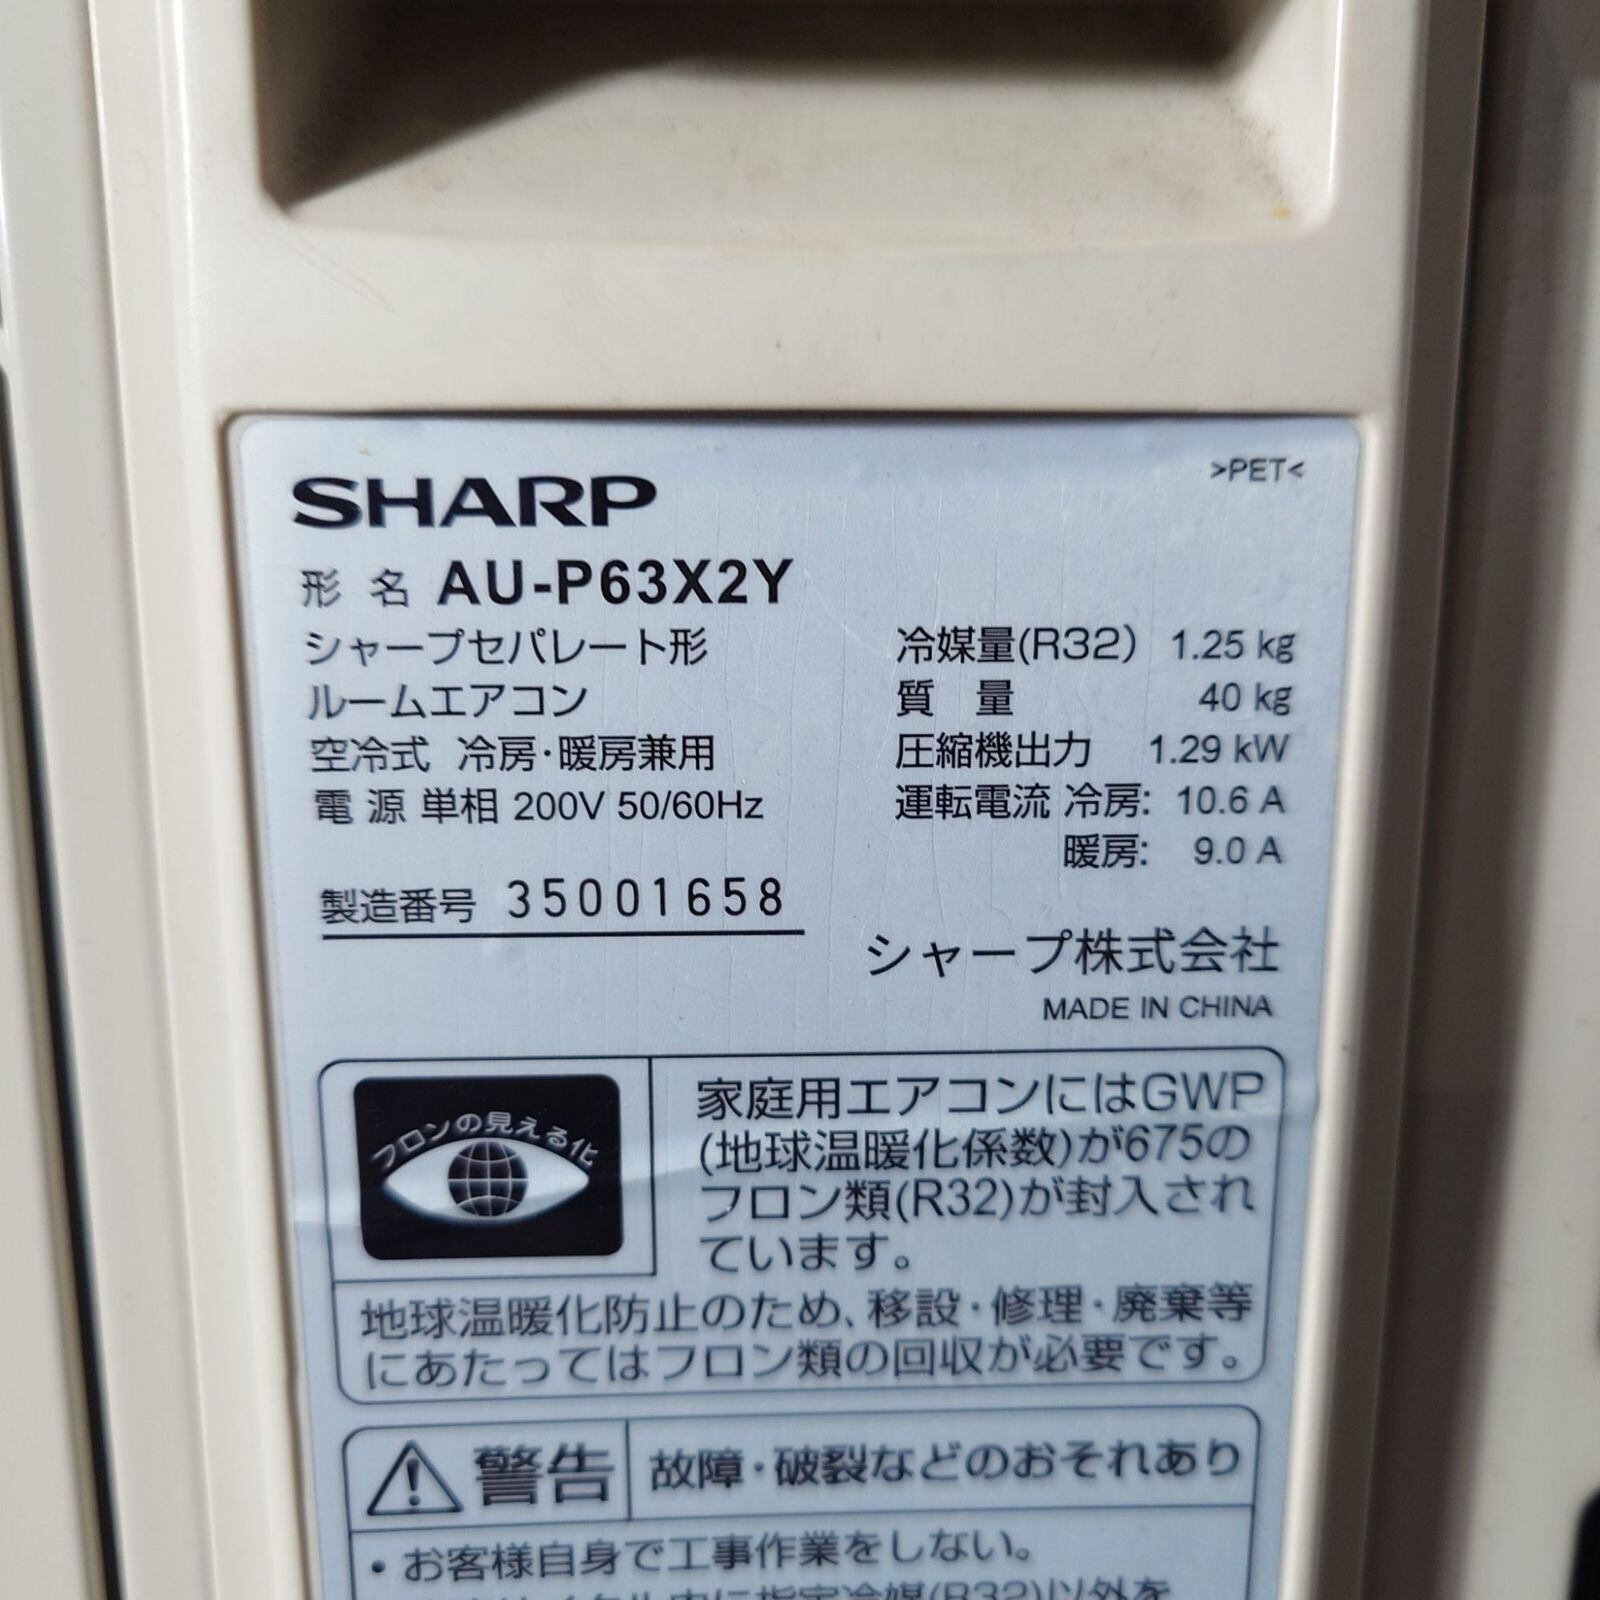 >PET<
SHARP
形 名 AU-P63X2Y
シャープセパレート形
ルームエアコン
空冷式 冷房・暖房兼用
電 源 単相 200V 50/60Hz
製造番号 35001658
冷媒量(R32) 1.25 kg
質 量 40 kg
圧縮機出力 1.29 kW
運転電流 冷房: 10.6 A
暖房: 9.0 A
シャープ株式会社
MADE IN CHINA
フロンの見える化
家庭用エアコンにはGWP
(地球温暖化係数)が675の
フロン類(R32)が封入され
ています。
地球温暖化防止のため、移設・修理・廃棄等
にあたってはフロン類の回収が必要です。
警告
故障・破裂などのおそれあり
・お客様自身で工事作業をしない。
内に指定冷媒(R32)以外を